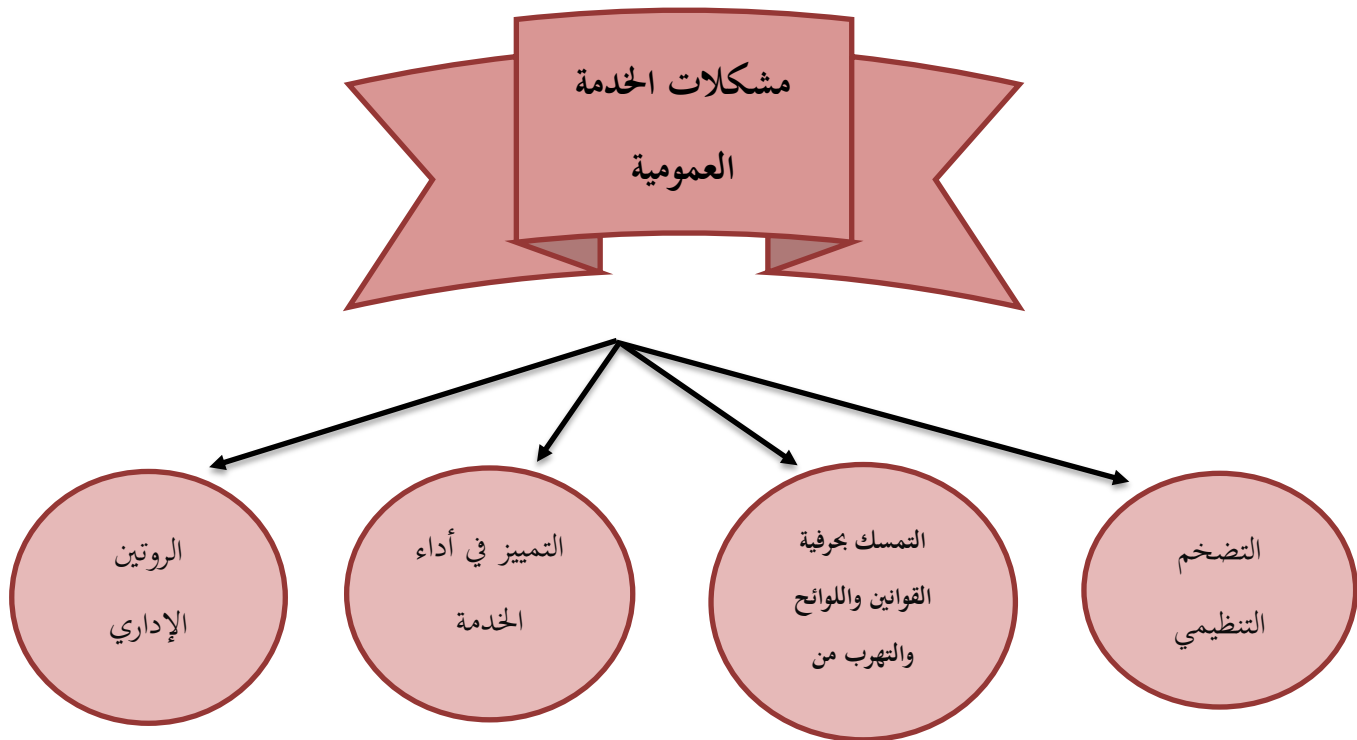 مشكلات الخدمة
العمومية
التضخم
التنظيمي
التمسك بحرفية
القوانين واللوائح
والتهرب من
التمييز في أداء
الخدمة
الروتين
الإداري